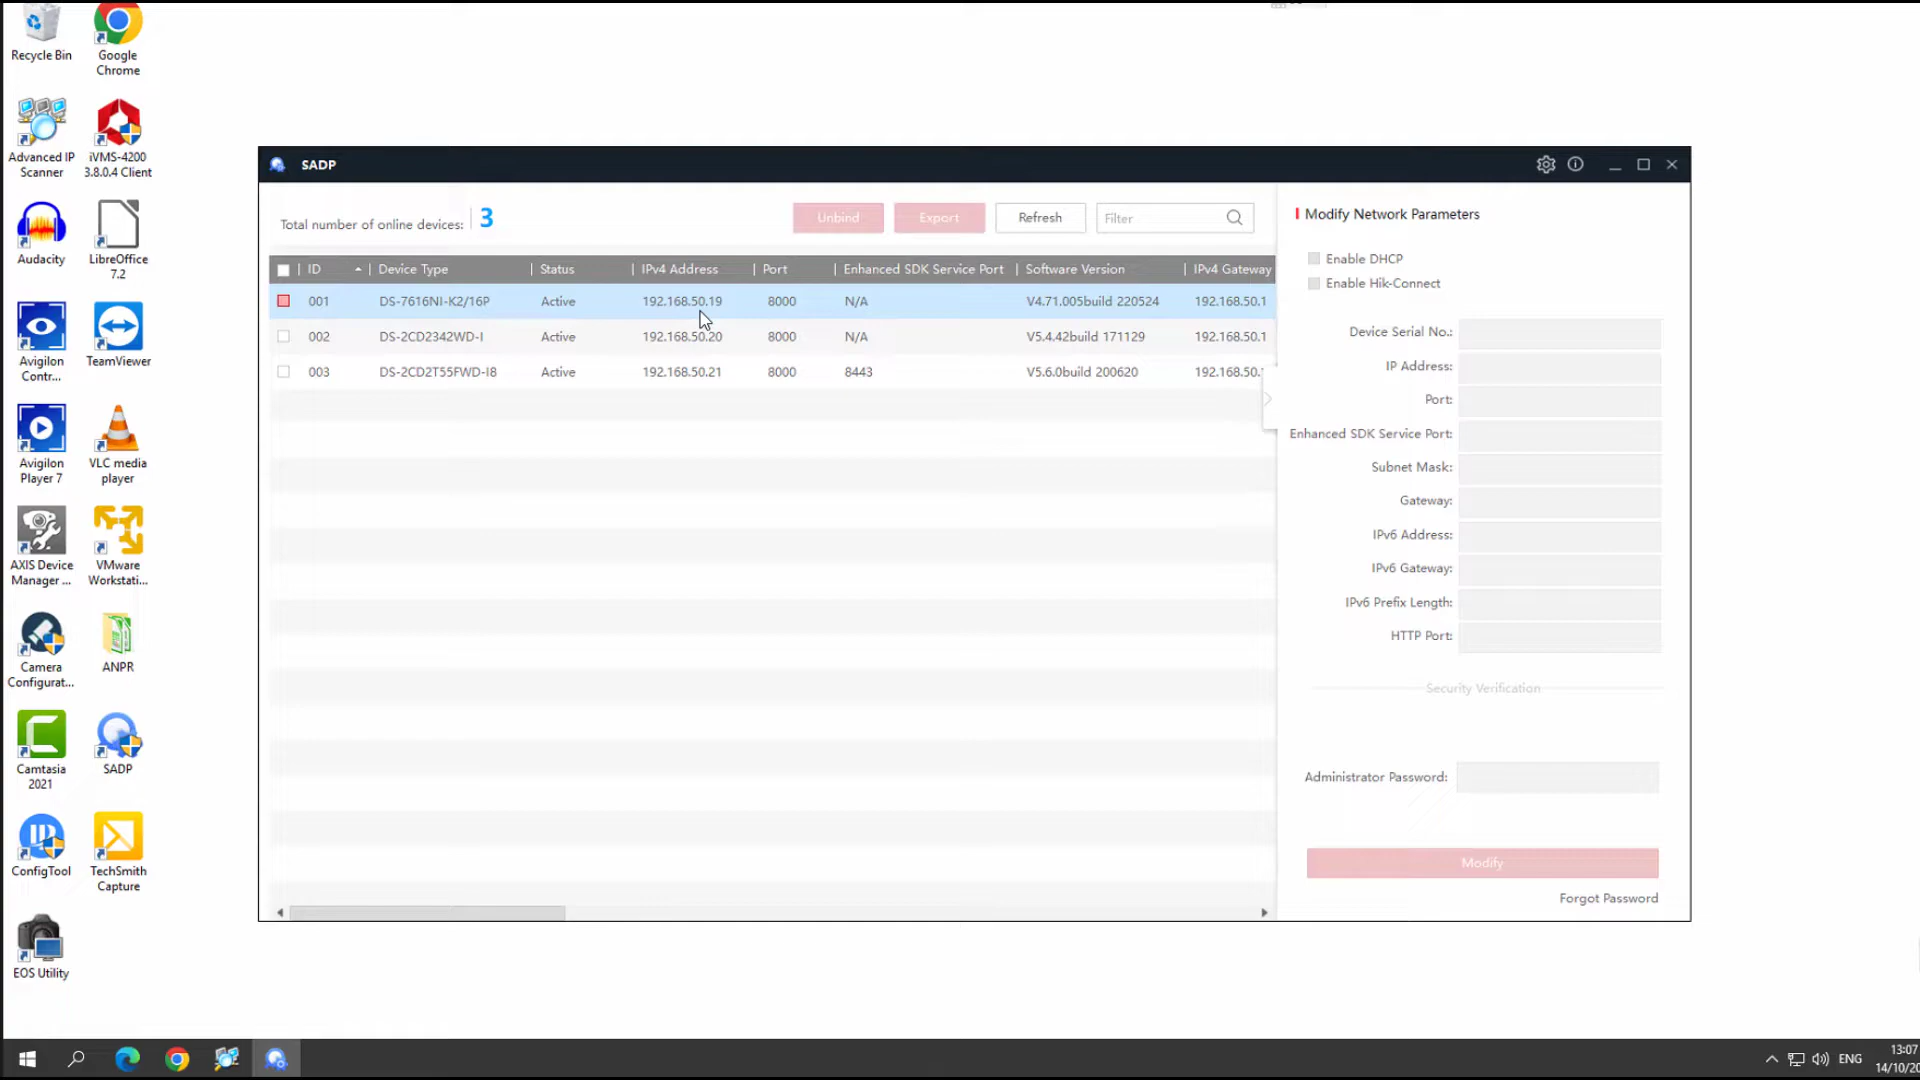 Recycle Bin
Google
Chrome
Advanced IP
Scanner
iVMS-4200
3.8.0.4 Client
Audacity
LibreOffice
7.2
Avigilon
Contr...
TeamViewer
Avigilon
Player 7
VLC media
player
AXIS Device
Manager ...
VMware
Workstati...
Camera
Configurat...
ANPR
Camtasia
2021
SADP
ConfigTool
TechSmith
Capture
EOS Utility
SADP
Total number of online devices: 3
Unbind
Export
Refresh
Filter
ID Device Type Status IPv4 Address Port Enhanced SDK Service Port Software Version IPv4 Gateway
001 DS-7616NI-K2/16P Active 192.168.50.19 8000 N/A V4.71.005build 220524 192.168.50.1
002 DS-2CD2342WD-I Active 192.168.50.20 8000 N/A V5.4.42build 171129 192.168.50.1
003 DS-2CD2T55FWD-I8 Active 192.168.50.21 8000 8443 V5.6.0build 200620 192.168.50.
Modify Network Parameters
Enable DHCP
Enable Hik-Connect
Device Serial No.:
IP Address:
Port:
Enhanced SDK Service Port:
Subnet Mask:
Gateway:
IPv6 Address:
IPv6 Gateway:
IPv6 Prefix Length:
HTTP Port:
Security Verification
Administrator Password:
Modify
Forgot Password
ENG
13:07
14/10/20